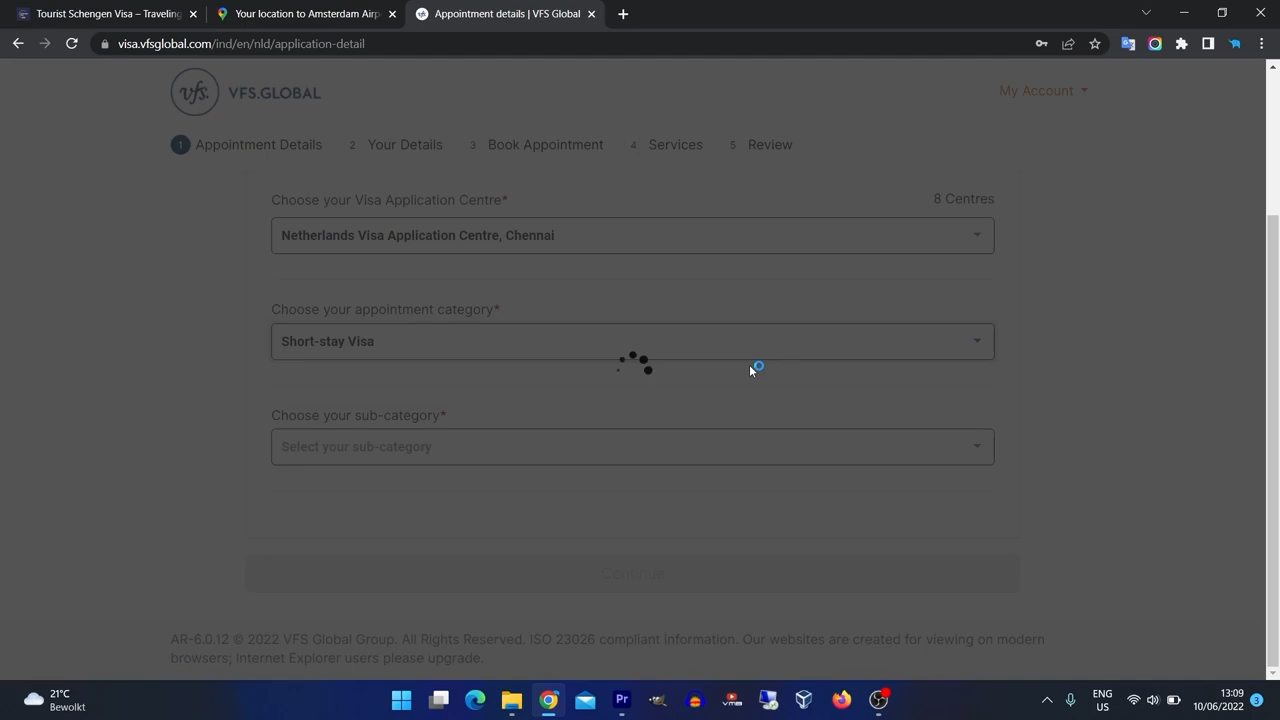 Tourist Schengen Visa – Traveling
Your location to Amsterdam Airp
Appointment details | VFS Global
visa.vfsglobal.com/ind/en/nld/application-detail
vfs. VFS.GLOBAL
My Account
1 Appointment Details 2 Your Details 3 Book Appointment 4 Services 5 Review
Choose your Visa Application Centre*
8 Centres
Netherlands Visa Application Centre, Chennai
Choose your appointment category*
Short-stay Visa
Choose your sub-category*
Select your sub-category
Continue
AR-6.0.12 © 2022 VFS Global Group. All Rights Reserved. ISO 23026 compliant information. Our websites are created for viewing on modern
browsers; Internet Explorer users please upgrade.
21°C
Bewolkt
Pr
ENG
US
13:09
10/06/2022
3